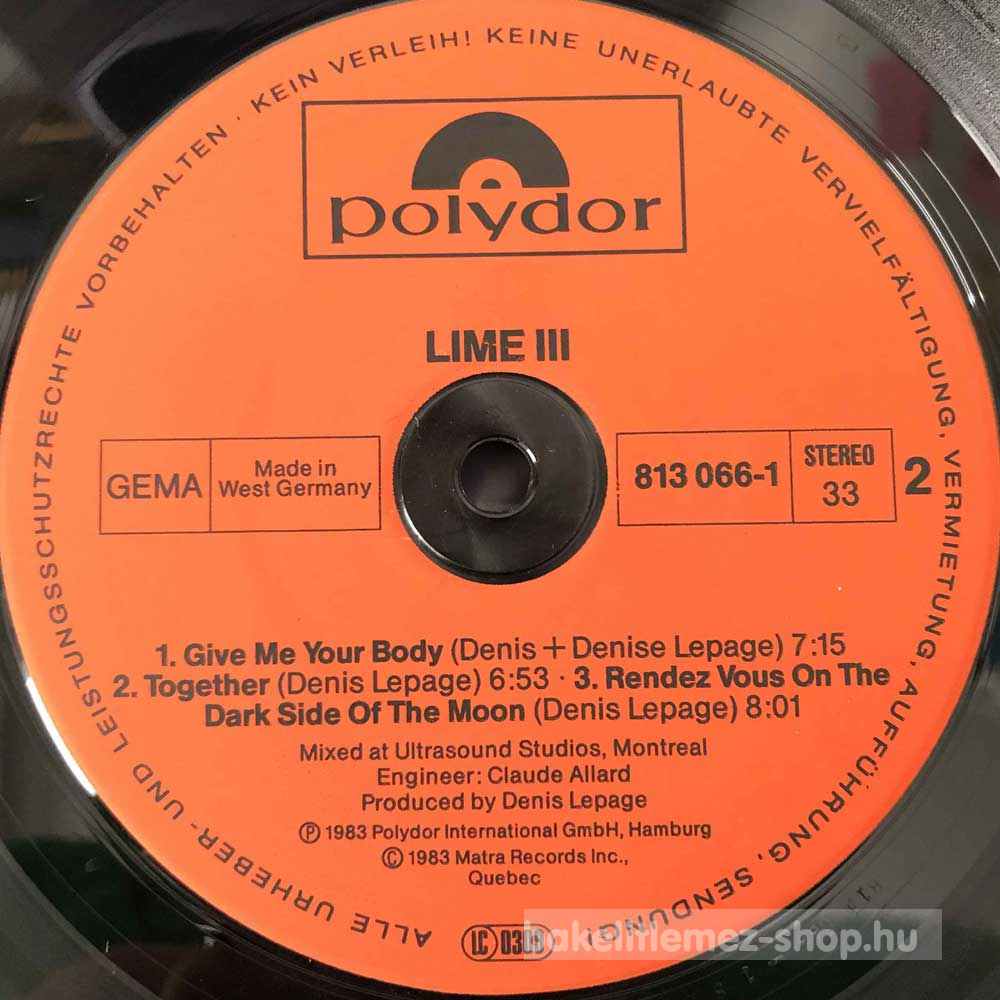 ALLE URHEBER- UND LEISTUNGSSCHUTZRECHTE VORBEHALTEN · KEIN VERLEIH! KEINE UNERLAUBTE VERVIELFÄLTIGUNG, VERMIETUNG, AUFFÜHRUNG, SENDUNG!
polydor
LIME III
GEMA
Made in
West Germany
813 066-1
STEREO
33
2
1. Give Me Your Body (Denis + Denise Lepage) 7:15
2. Together (Denis Lepage) 6:53 · 3. Rendez Vous On The
Dark Side Of The Moon (Denis Lepage) 8:01
Mixed at Ultrasound Studios, Montreal
Engineer: Claude Allard
Produced by Denis Lepage
Ⓟ 1983 Polydor International GmbH, Hamburg
© 1983 Matra Records Inc.,
Quebec
LC 0309
bakelitlemez-shop.hu